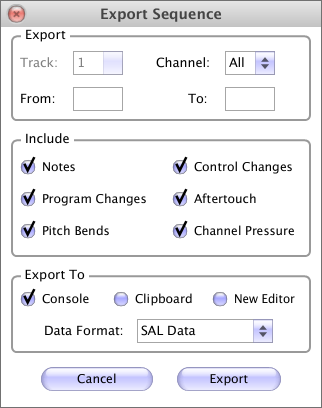 Export Sequence
Export
Track: 1 Channel: All
From: To:
Include
Notes Control Changes
Program Changes Aftertouch
Pitch Bends Channel Pressure
Export To
Console Clipboard New Editor
Data Format: SAL Data
Cancel Export